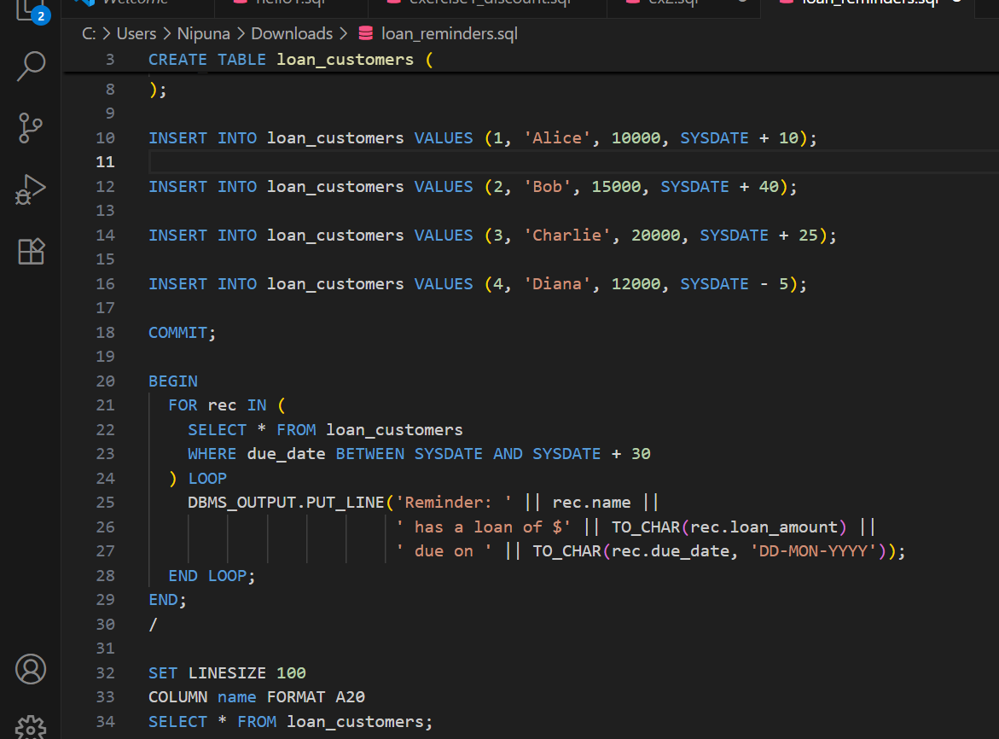 2
Welcome
hello1.sql
exercise1_discount.sql
ex2.sql
loan_reminders.sql
C: > Users > Nipuna > Downloads > loan_reminders.sql
3 CREATE TABLE loan_customers (
8 );
9
10 INSERT INTO loan_customers VALUES (1, 'Alice', 10000, SYSDATE + 10);
11
12 INSERT INTO loan_customers VALUES (2, 'Bob', 15000, SYSDATE + 40);
13
14 INSERT INTO loan_customers VALUES (3, 'Charlie', 20000, SYSDATE + 25);
15
16 INSERT INTO loan_customers VALUES (4, 'Diana', 12000, SYSDATE - 5);
17
18 COMMIT;
19
20 BEGIN
21   FOR rec IN (
22     SELECT * FROM loan_customers
23     WHERE due_date BETWEEN SYSDATE AND SYSDATE + 30
24   ) LOOP
25     DBMS_OUTPUT.PUT_LINE('Reminder: ' || rec.name ||
26                          ' has a loan of $' || TO_CHAR(rec.loan_amount) ||
27                          ' due on ' || TO_CHAR(rec.due_date, 'DD-MON-YYYY'));
28   END LOOP;
29 END;
30 /
31
32 SET LINESIZE 100
33 COLUMN name FORMAT A20
34 SELECT * FROM loan_customers;